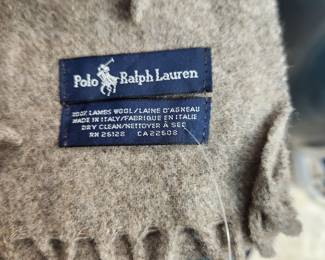 Polo Ralph Lauren
100% LAMBS WOOL/LAINE D'AGNEAU
MADE IN ITALY/FABRIQUE EN ITALIE
DRY CLEAN/NETTOYER À SEC
RN 26128 CA 22608